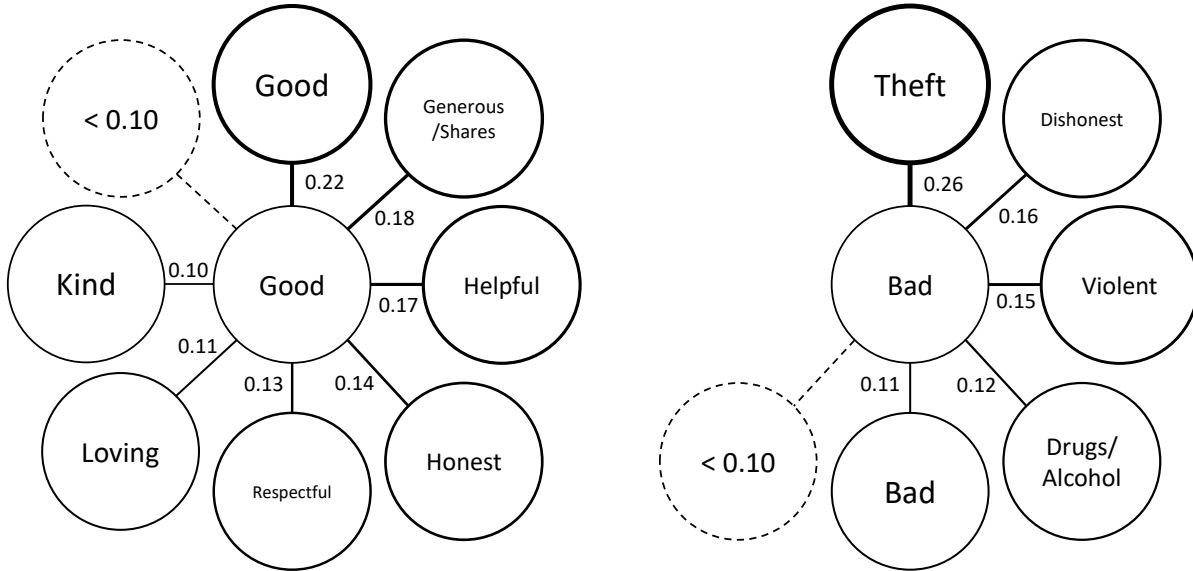 Good
Generous
/Shares
< 0.10
0.22
0.18
Kind
0.10
Good
0.17
Helpful
0.11
0.13
0.14
Loving
Respectful
Honest
Theft
Dishonest
0.26
0.16
Bad
0.15
Violent
0.11
0.12
< 0.10
Bad
Drugs/
Alcohol